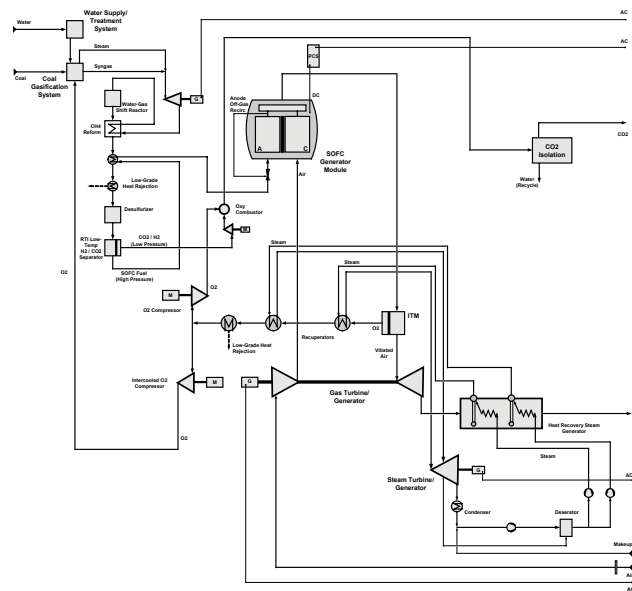 Water Supply/
Treatment
System
AC
Water
Steam
AC
PCS
Syngas
Coal
Coal
Gasification
System
G
Water-Gas
Shift Reactor
Anode
Off-Gas
Recirc
DC
CH4
Reform
CO2
A
C
SOFC
Generator
Module
CO2
Isolation
Low-Grade
Heat Rejection
Air
Water
(Recycle)
Desulfurizer
Oxy
Combustor
M
RTI Low-
Temp
H2 / CO2
Separator
CO2 / H2
(Low Pressure)
Steam
O2
SOFC Fuel
(High Pressure)
Steam
O2
M
O2 Compressor
O2
ITM
Recuperators
Low-Grade Heat
Rejection
Vitiated
Air
Intercooled O2
Compressor
M
G
Gas Turbine/
Generator
Heat Recovery Steam
Generator
O2
Steam
G
AC
Steam Turbine/
Generator
Condenser
Deaerator
Makeup
Air